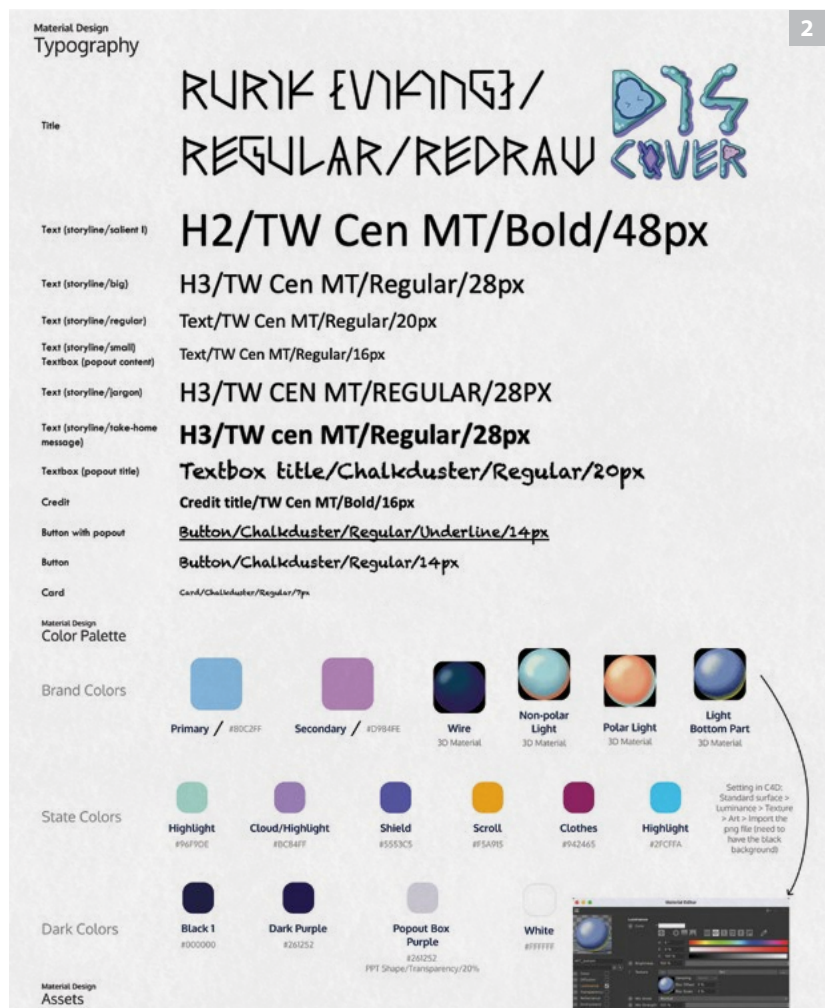 2
Material Design
Typography
Title
RURIK {VIKING}/
REGULAR/REDRAW
DIS
COVER
Text (storyline/salient I)
H2/TW Cen MT/Bold/48px
Text (storyline/big)
H3/TW Cen MT/Regular/28px
Text (storyline/regular)
Text/TW Cen MT/Regular/20px
Text (storyline/small)
Textbox (popout content)
Text/TW Cen MT/Regular/16px
Text (storyline/jargon)
H3/TW CEN MT/REGULAR/28PX
Text (storyline/take-home
message)
H3/TW cen MT/Regular/28px
Textbox (popout title)
Textbox title/Chalkduster/Regular/20px
Credit
Credit title/TW Cen MT/Bold/16px
Button with popout
Button/Chalkduster/Regular/Underline/14px
Button
Button/Chalkduster/Regular/14px
Card
Card/Chalkduster/Regular/7px
Material Design
Color Palette
Brand Colors
Primary / #80C2FF
Secondary / #D984FE
Wire
3D Material
Non-polar
Light
3D Material
Polar Light
3D Material
Light
Bottom Part
3D Material
State Colors
Highlight
#96F9DE
Cloud/Highlight
#BC84FF
Shield
#5553C5
Scroll
#F5A915
Clothes
#942465
Highlight
#2FCFFA
Setting in C4D:
Standard surface >
Luminance > Texture
> Art > Import the
png file (need to
have the black
background)
Dark Colors
Black 1
#000000
Dark Purple
#261252
Popout Box
Purple
#261252
PPT Shape/Transparency/20%
White
#FFFFFF
Material Editor
Luminance
Color
Brightness
Texture
Material Design
Assets